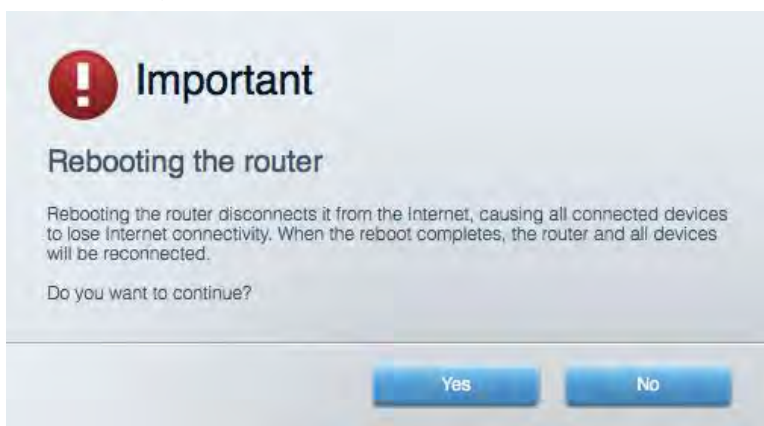 Important
Rebooting the router
Rebooting the router disconnects it from the Internet, causing all connected devices
to lose Internet connectivity. When the reboot completes, the router and all devices
will be reconnected.
Do you want to continue?
Yes No